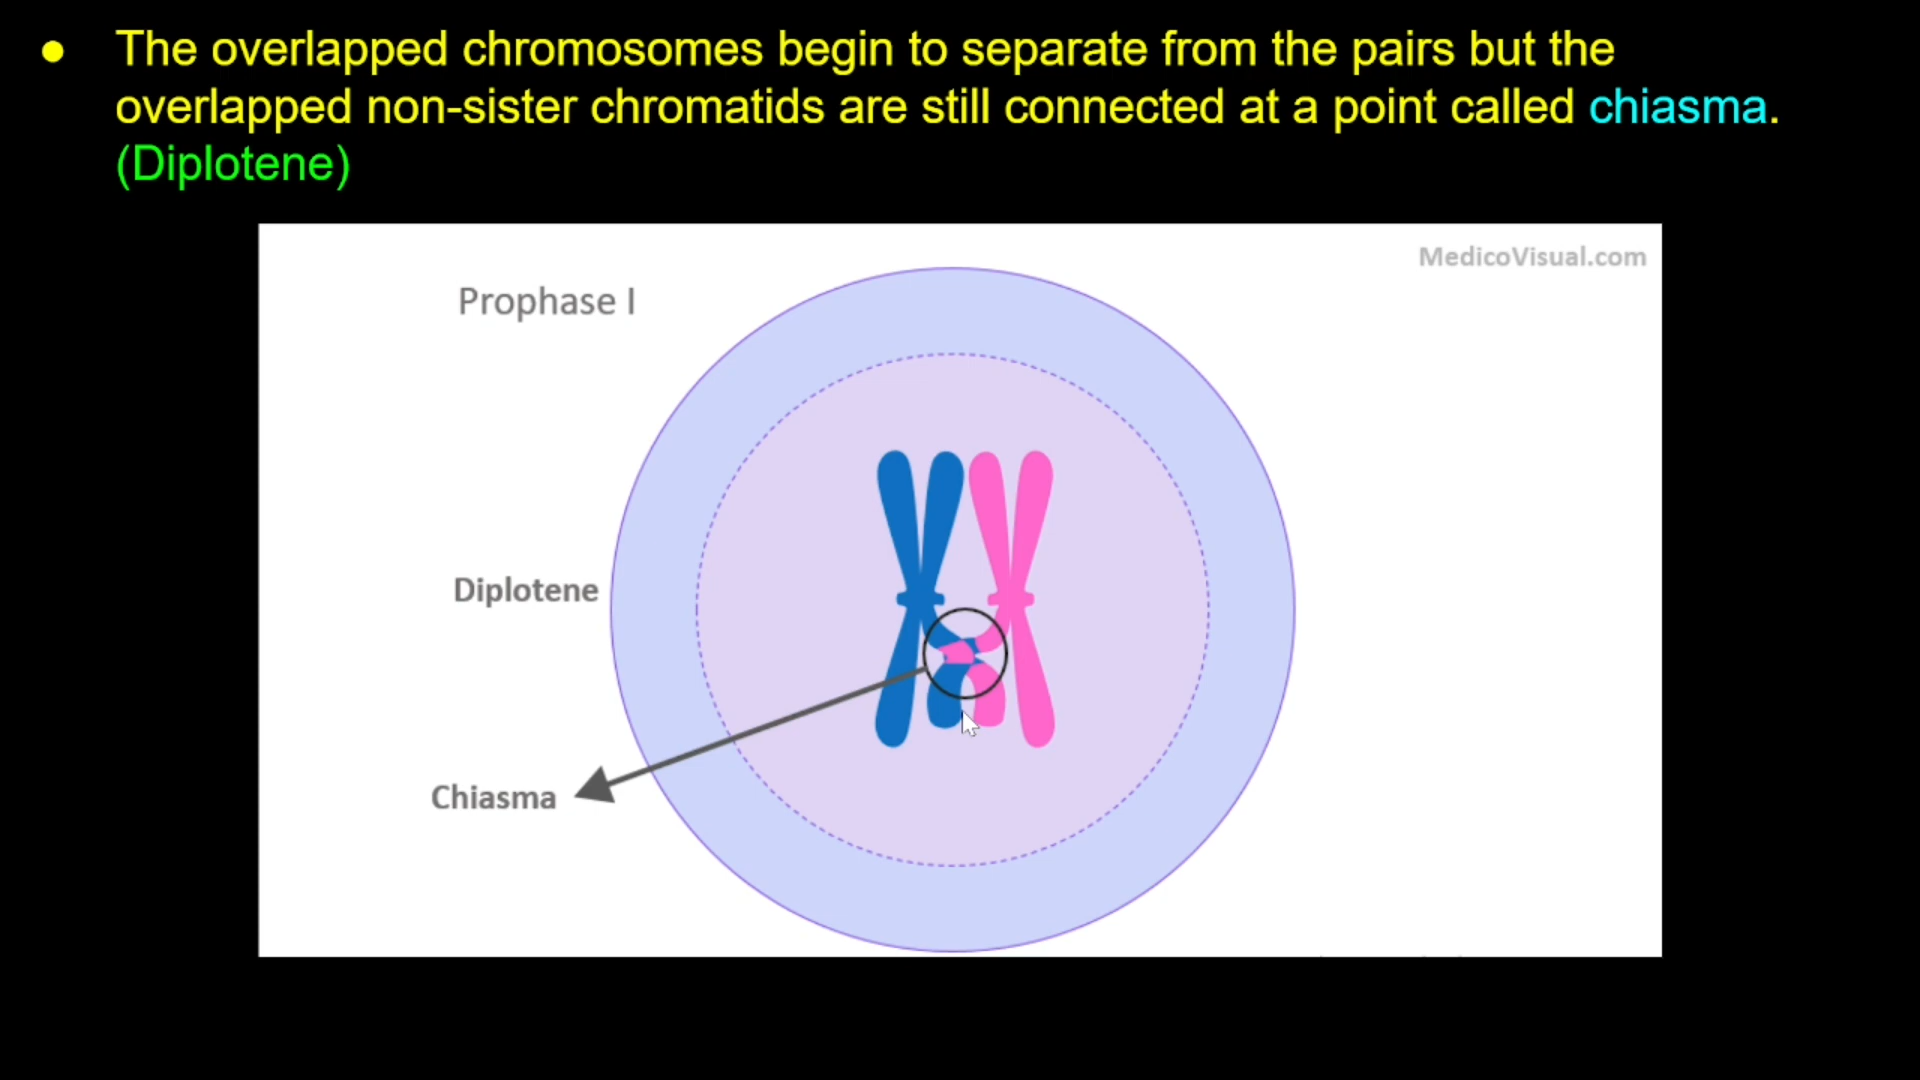 ● The overlapped chromosomes begin to separate from the pairs but the
overlapped non-sister chromatids are still connected at a point called chiasma.
(Diplotene)
MedicoVisual.com
Prophase I
Diplotene
Chiasma